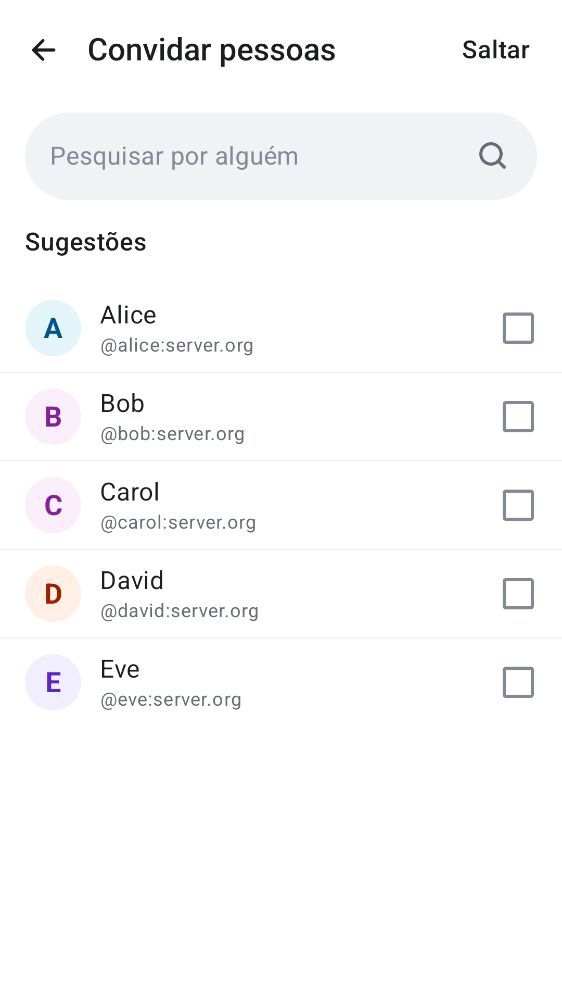 Convidar pessoas
Saltar
Pesquisar por alguém
Sugestões
A
Alice
@alice:server.org
B
Bob
@bob:server.org
C
Carol
@carol:server.org
D
David
@david:server.org
E
Eve
@eve:server.org